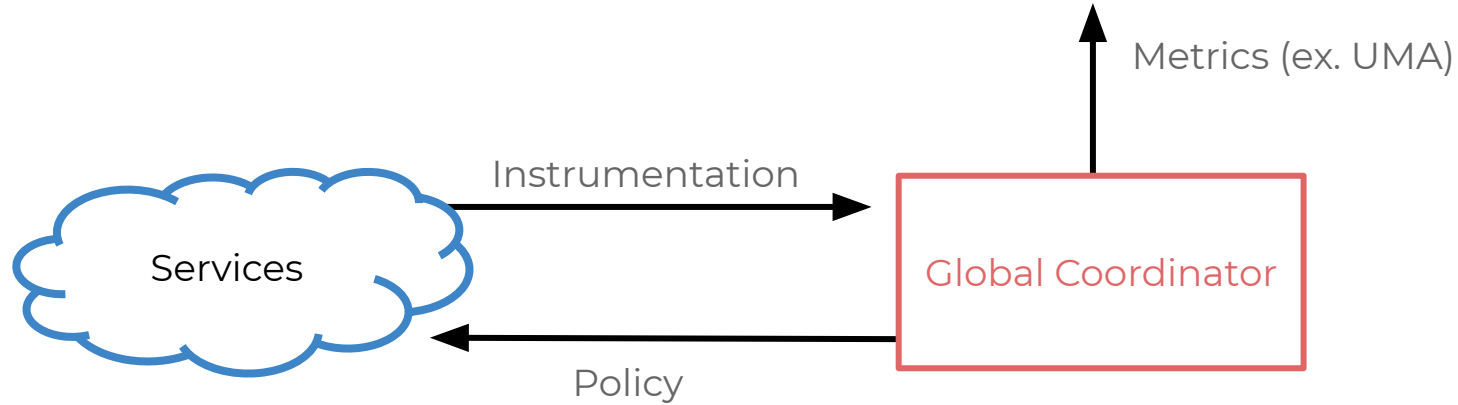 Metrics (ex. UMA)
Instrumentation
Services
Global Coordinator
Policy